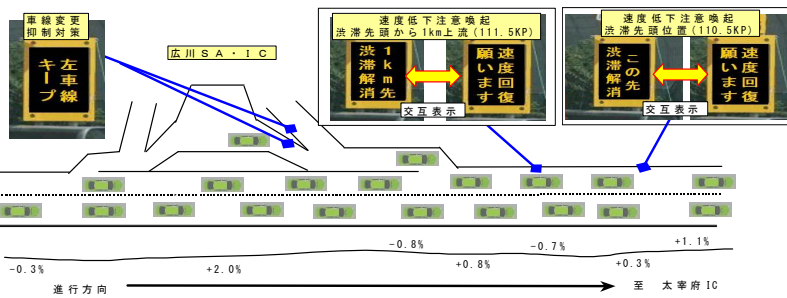 車線変更
抑制対策
左車線
キープ
広川SA・IC
速度低下注意喚起
渋滞先頭から1km上流(111.5KP)
1km先
渋滞解消
速度回復
願います
交互表示
速度低下注意喚起
渋滞先頭位置(110.5KP)
この先
渋滞解消
速度回復
願います
交互表示
-0.3%
+2.0%
-0.8%
+0.8%
-0.7%
+0.3%
+1.1%
進行方向
至 太宰府IC